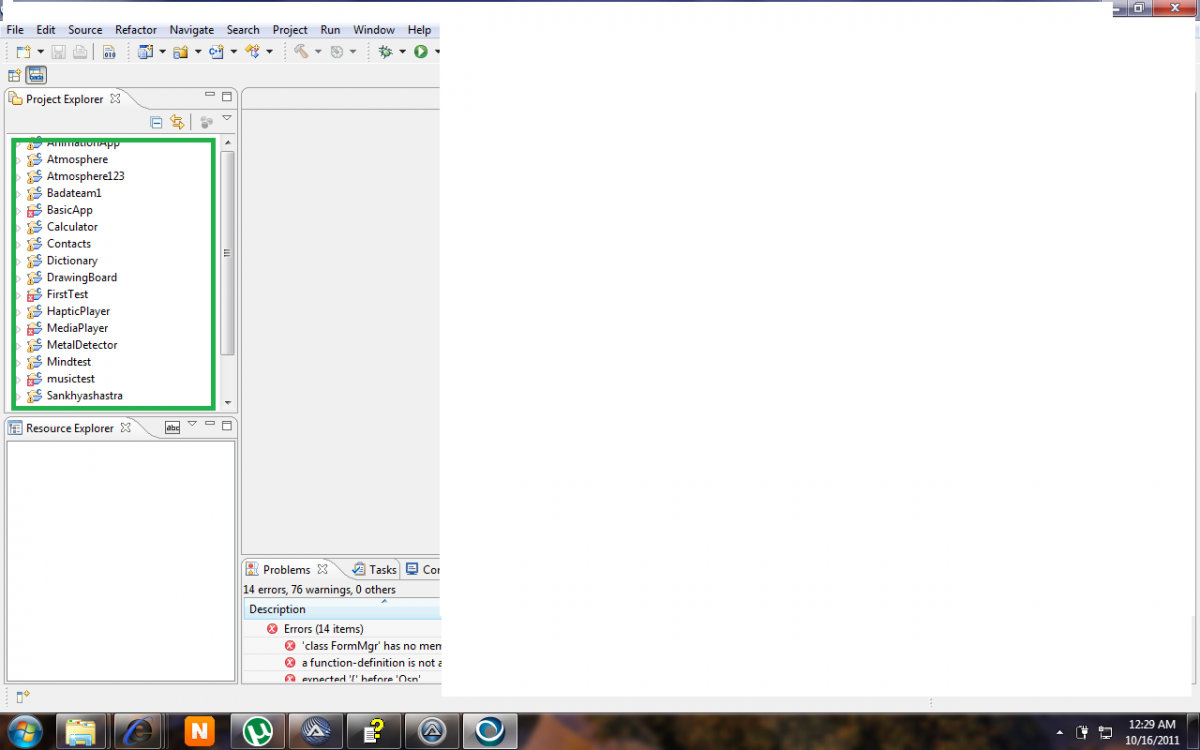 File Edit Source Refactor Navigate Search Project Run Window Help
010
Project Explorer
AnimationApp
Atmosphere
Atmosphere123
Badateam1
BasicApp
Calculator
Contacts
Dictionary
DrawingBoard
FirstTest
HapticPlayer
MediaPlayer
MetalDetector
Mindtest
musictest
Sankhyashastra
Resource Explorer
abc
Problems Tasks Cor
14 errors, 76 warnings, 0 others
Description
Errors (14 items)
'class FormMgr' has no mem
a function-definition is not a
expected '{' before 'Osp'
12:29 AM
10/16/2011